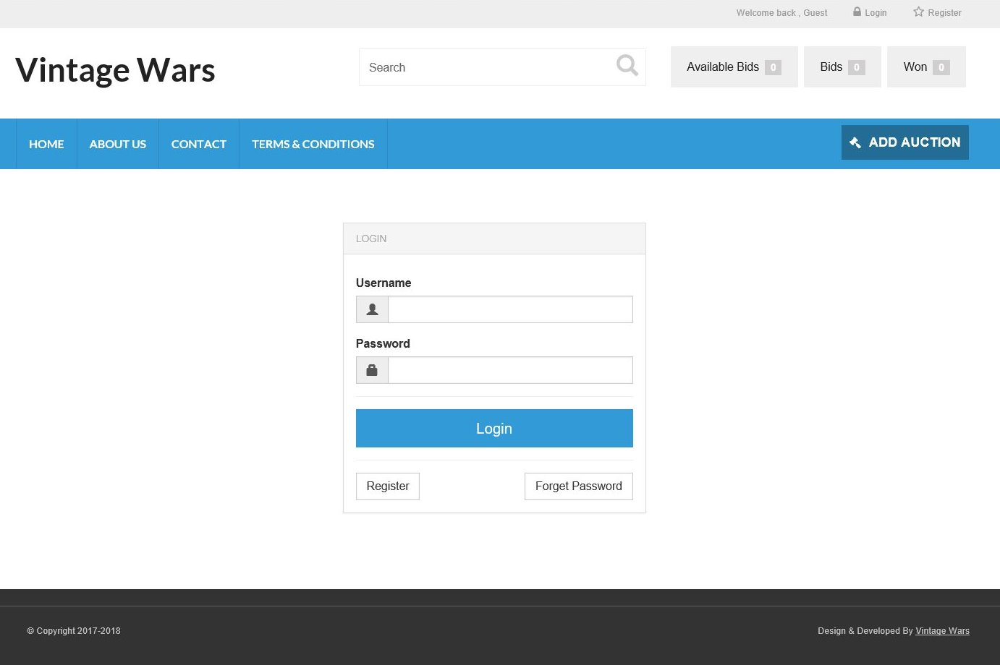 Welcome back , Guest Login Register
Vintage Wars
Search
Available Bids 0 Bids 0 Won 0
HOME ABOUT US CONTACT TERMS & CONDITIONS ADD AUCTION
LOGIN
Username
Password
Login
Register Forget Password
© Copyright 2017-2018 Design & Developed By Vintage Wars